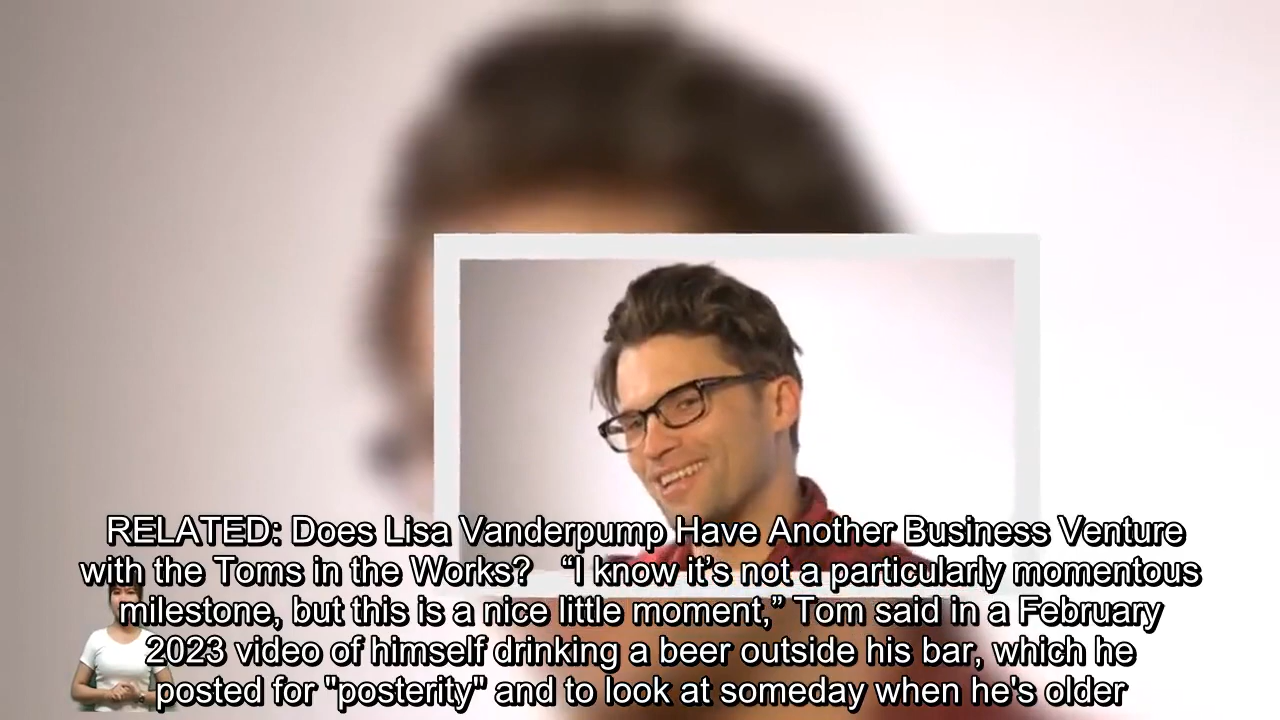 RELATED: Does Lisa Vanderpump Have Another Business Venture
with the Toms in the Works?   “I know it’s not a particularly momentous
milestone, but this is a nice little moment,” Tom said in a February
2023 video of himself drinking a beer outside his bar, which he
posted for "posterity" and to look at someday when he's older